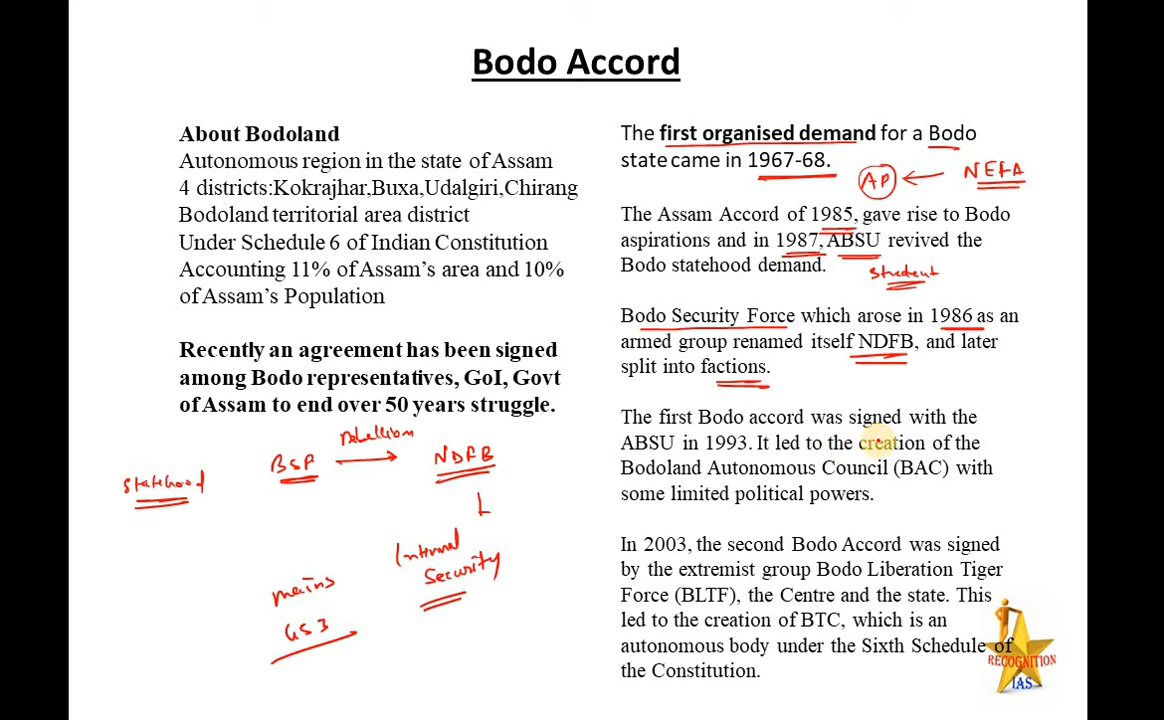 Bodo Accord
About Bodoland
Autonomous region in the state of Assam
4 districts:Kokrajhar,Buxa,Udalgiri,Chirang
Bodoland territorial area district
Under Schedule 6 of Indian Constitution
Accounting 11% of Assam's area and 10%
of Assam's Population
Recently an agreement has been signed
among Bodo representatives, GoI, Govt
of Assam to end over 50 years struggle.
Rebellion
BSF
NDFB
Statehood
Internal
Security
mains
GS3
The first organised demand for a Bodo
state came in 1967-68.
AP
NEFA
The Assam Accord of 1985, gave rise to Bodo
aspirations and in 1987, ABSU revived the
Bodo statehood demand.
Student
Bodo Security Force which arose in 1986 as an
armed group renamed itself NDFB, and later
split into factions.
The first Bodo accord was signed with the
ABSU in 1993. It led to the creation of the
Bodoland Autonomous Council (BAC) with
some limited political powers.
In 2003, the second Bodo Accord was signed
by the extremist group Bodo Liberation Tiger
Force (BLTF), the Centre and the state. This
led to the creation of BTC, which is an
autonomous body under the Sixth Schedule of
the Constitution.
RECOGNITION
IAS